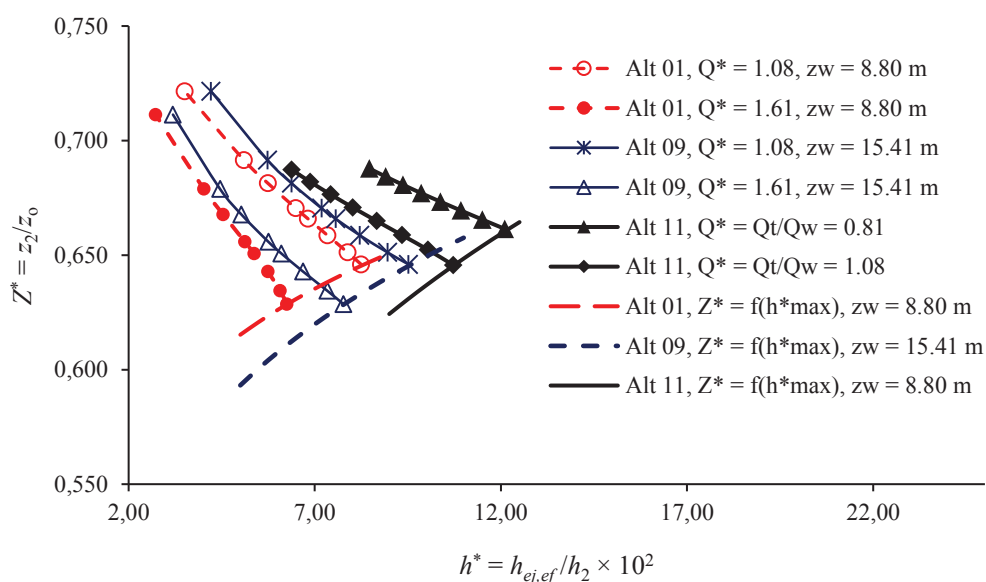 0,750
0,700
0,650
0,600
0,550
Z* = z₂/zₒ
2,00 7,00 12,00 17,00 22,00
h* = h_ej.ef /h₂ × 10²
Alt 01, Q* = 1.08, zw = 8.80 m
Alt 01, Q* = 1.61, zw = 8.80 m
Alt 09, Q* = 1.08, zw = 15.41 m
Alt 09, Q* = 1.61, zw = 15.41 m
Alt 11, Q* = Qt/Qw = 0.81
Alt 11, Q* = Qt/Qw = 1.08
Alt 01, Z* = f(h*max), zw = 8.80 m
Alt 09, Z* = f(h*max), zw = 15.41 m
Alt 11, Z* = f(h*max), zw = 8.80 m